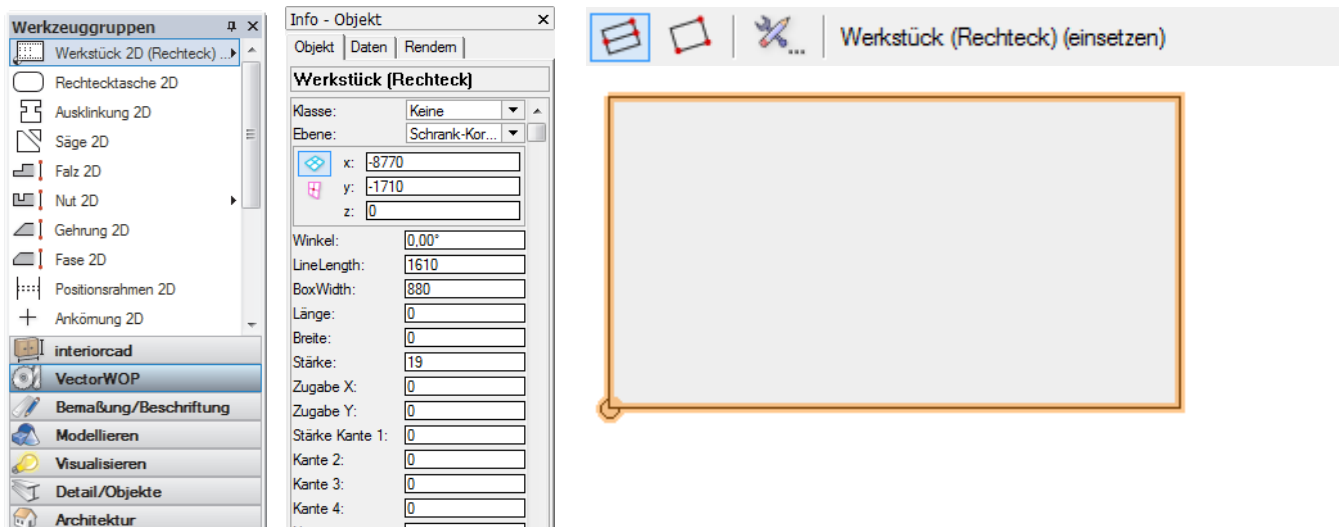 Werkzeuggruppen
Werkstück 2D (Rechteck) ...
Rechtecktasche 2D
Ausklinkung 2D
Säge 2D
Falz 2D
Nut 2D
Gehrung 2D
Fase 2D
Positionsrahmen 2D
Ankörnung 2D
interiorcad
VectorWOP
Bemaßung/Beschriftung
Modellieren
Visualisieren
Detail/Objekte
Architektur
Info - Objekt
Objekt Daten Rendern
Werkstück (Rechteck)
Klasse: Keine
Ebene: Schrank-Kor...
x: -8770
y: -1710
z: 0
Winkel: 0,00°
LineLength: 1610
BoxWidth: 880
Länge: 0
Breite: 0
Stärke: 19
Zugabe X: 0
Zugabe Y: 0
Stärke Kante 1: 0
Kante 2: 0
Kante 3: 0
Kante 4: 0
Werkstück (Rechteck) (einsetzen)